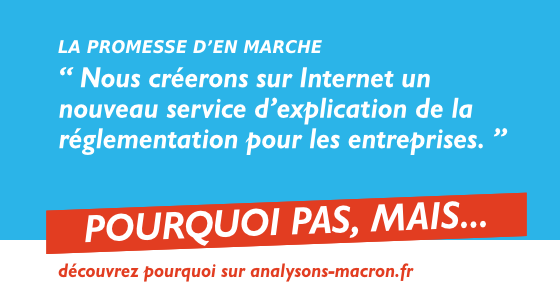 LA PROMESSE D’EN MARCHE
“ Nous créerons sur Internet un
nouveau service d’explication de la
réglementation pour les entreprises. ”
POURQUOI PAS, MAIS...
découvrez pourquoi sur analysons-macron.fr